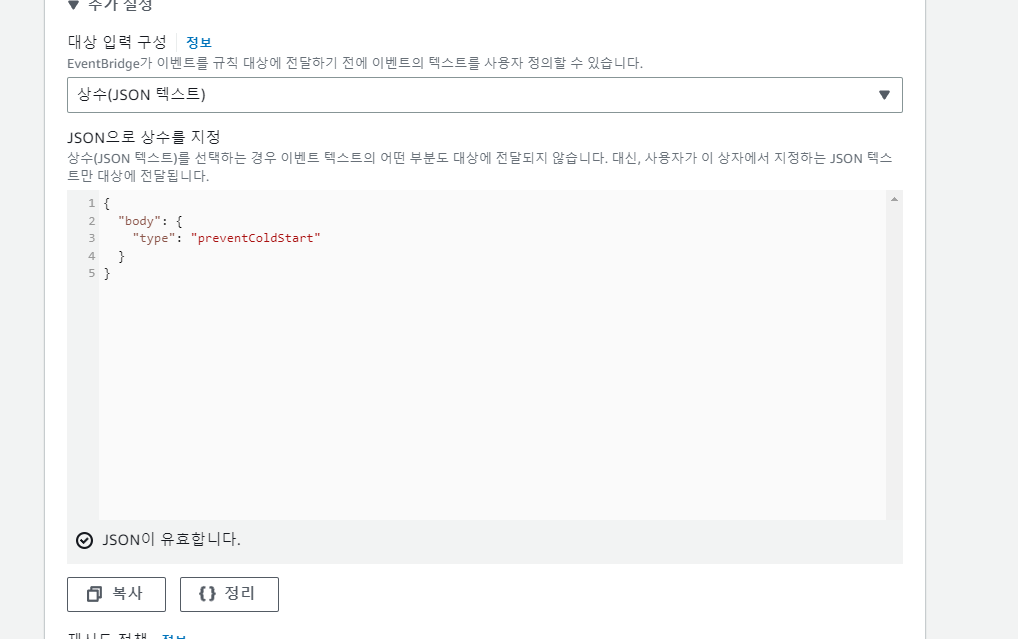 ▼ 추가 설정
대상 입력 구성 정보
EventBridge가 이벤트를 규칙 대상에 전달하기 전에 이벤트의 텍스트를 사용자 정의할 수 있습니다.
상수(JSON 텍스트)
JSON으로 상수를 지정
상수(JSON 텍스트)를 선택하는 경우 이벤트 텍스트의 어떤 부분도 대상에 전달되지 않습니다. 대신, 사용자가 이 상자에서 지정하는 JSON 텍스
트만 대상에 전달됩니다.
1 {
2 "body": {
3 "type": "preventColdStart"
4 }
5 }
JSON이 유효합니다.
복사 {} 정리
재시도 정책 정보